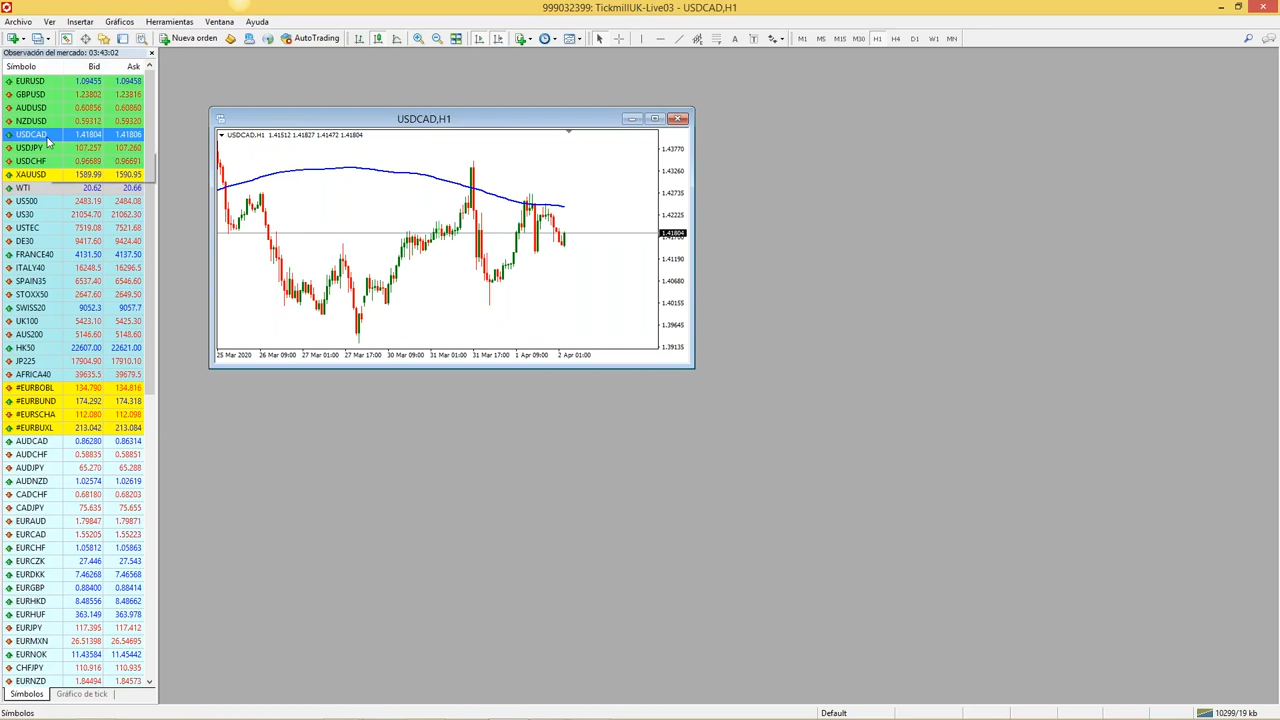 999032399: TickmillUK-Live03 - USDCAD,H1
Archivo Ver Insertar Gráficos Herramientas Ventana Ayuda
Nueva orden AutoTrading M1 M5 M15 M30 H1 H4 D1 W1 MN
Observación del mercado: 03:43:02
Símbolo Bid Ask
EURUSD 1.09455 1.09458
GBPUSD 1.23802 1.23816
AUDUSD 0.60856 0.60860
NZDUSD 0.59312 0.59320
USDCAD 1.41804 1.41806
USDJPY 107.257 107.260
USDCHF 0.96689 0.96691
XAUUSD 1589.99 1590.95
WTI 20.62 20.66
US500 2483.19 2484.08
US30 21054.70 21062.30
USTEC 7519.08 7521.68
DE30 9417.60 9424.40
FRANCE40 4131.50 4137.50
ITALY40 16248.5 16296.5
SPAIN35 6537.40 6546.60
STOXX50 2647.60 2649.50
SWISS20 9052.3 9057.7
UK100 5423.10 5425.30
AUS200 5146.60 5148.60
HK50 22607.00 22621.00
JP225 17904.90 17910.10
AFRICA40 39635.5 39679.5
#EURBOBL 134.790 134.816
#EURBUND 174.292 174.318
#EURSCHA 112.080 112.098
#EURBUXL 213.042 213.084
AUDCAD 0.86280 0.86314
AUDCHF 0.58835 0.58851
AUDJPY 65.270 65.288
AUDNZD 1.02574 1.02619
CADCHF 0.68180 0.68203
CADJPY 75.635 75.655
EURAUD 1.79847 1.79871
EURCAD 1.55205 1.55223
EURCHF 1.05812 1.05863
EURCZK 27.446 27.543
EURDKK 7.46268 7.46568
EURGBP 0.88400 0.88414
EURHKD 8.48556 8.48662
EURHUF 363.149 363.978
EURJPY 117.395 117.412
EURMXN 26.51398 26.54695
EURNOK 11.43584 11.45442
CHFJPY 110.916 110.935
EURNZD 1.84494 1.84573
Símbolos Gráfico de tick
USDCAD,H1
USDCAD,H1 1.41512 1.41827 1.41472 1.41804
1.43770
1.43260
1.42735
1.42225
1.41804
1.41190
1.40680
1.40155
1.39645
1.39135
25 Mar 2020 26 Mar 09:00 27 Mar 01:00 27 Mar 17:00 30 Mar 09:00 31 Mar 01:00 31 Mar 17:00 1 Apr 09:00 2 Apr 01:00
Símbolos Default 10299/19 kb